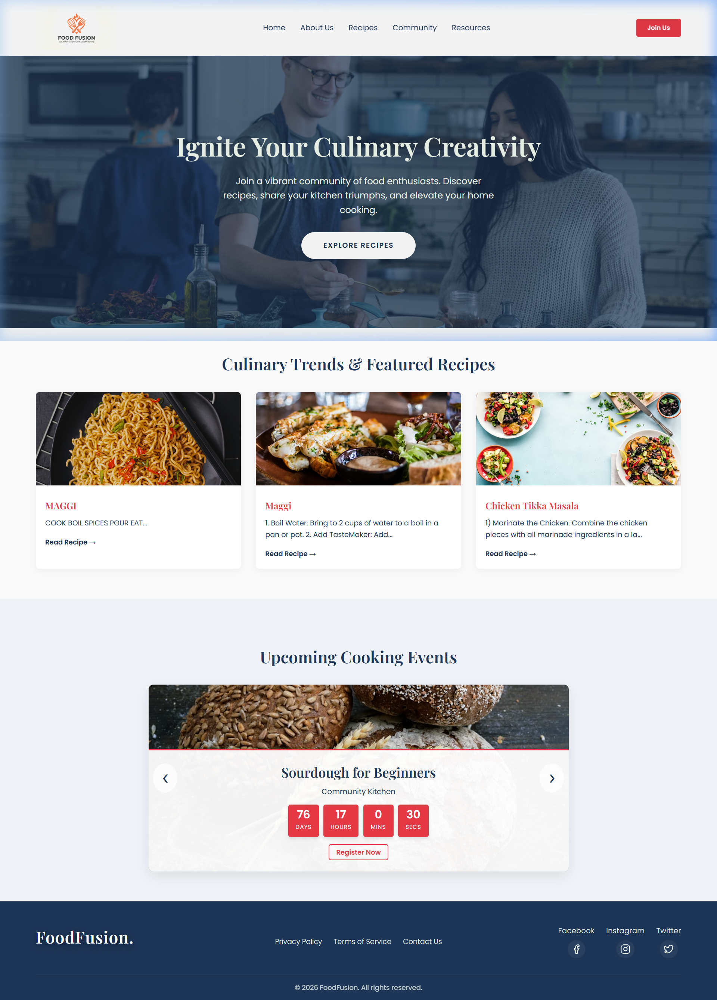 FOOD FUSION
CULINARY CREATIVITY & COMMUNITY
Home
About Us
Recipes
Community
Resources
Join Us
Ignite Your Culinary Creativity
Join a vibrant community of food enthusiasts. Discover
recipes, share your kitchen triumphs, and elevate your home
cooking.
EXPLORE RECIPES
Culinary Trends & Featured Recipes
MAGGI
COOK BOIL SPICES POUR EAT...
Read Recipe →
Maggi
1. Boil Water: Bring to 2 cups of water to a boil in a
pan or pot. 2. Add TasteMaker: Add...
Read Recipe →
Chicken Tikka Masala
1) Marinate the Chicken: Combine the chicken
pieces with all marinade ingredients in a la...
Read Recipe →
Upcoming Cooking Events
❮
❯
Sourdough for Beginners
Community Kitchen
76
DAYS
17
HOURS
0
MINS
30
SECS
Register Now
FoodFusion.
Privacy Policy
Terms of Service
Contact Us
Facebook
Instagram
Twitter
© 2026 FoodFusion. All rights reserved.